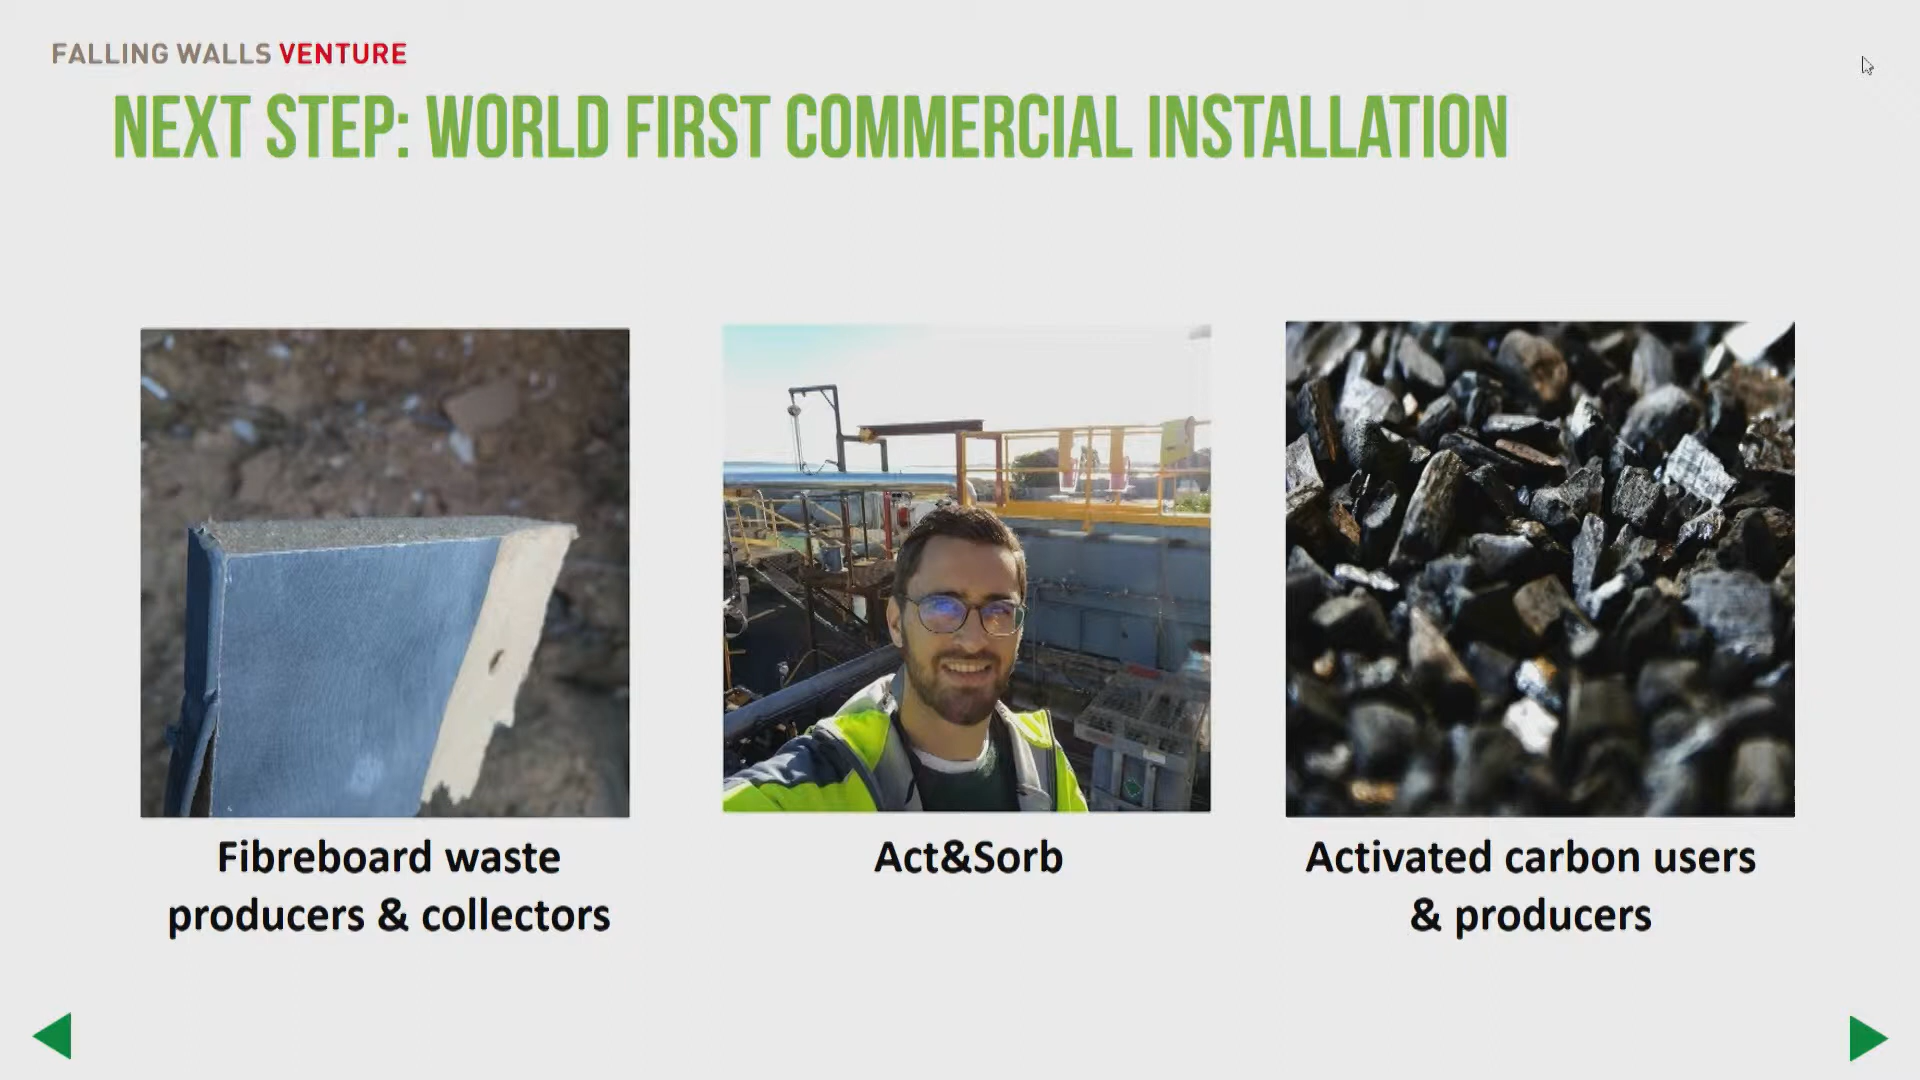 FALLING WALLS VENTURE
NEXT STEP: WORLD FIRST COMMERCIAL INSTALLATION
Fibreboard waste
producers & collectors
Act&Sorb
Activated carbon users
& producers